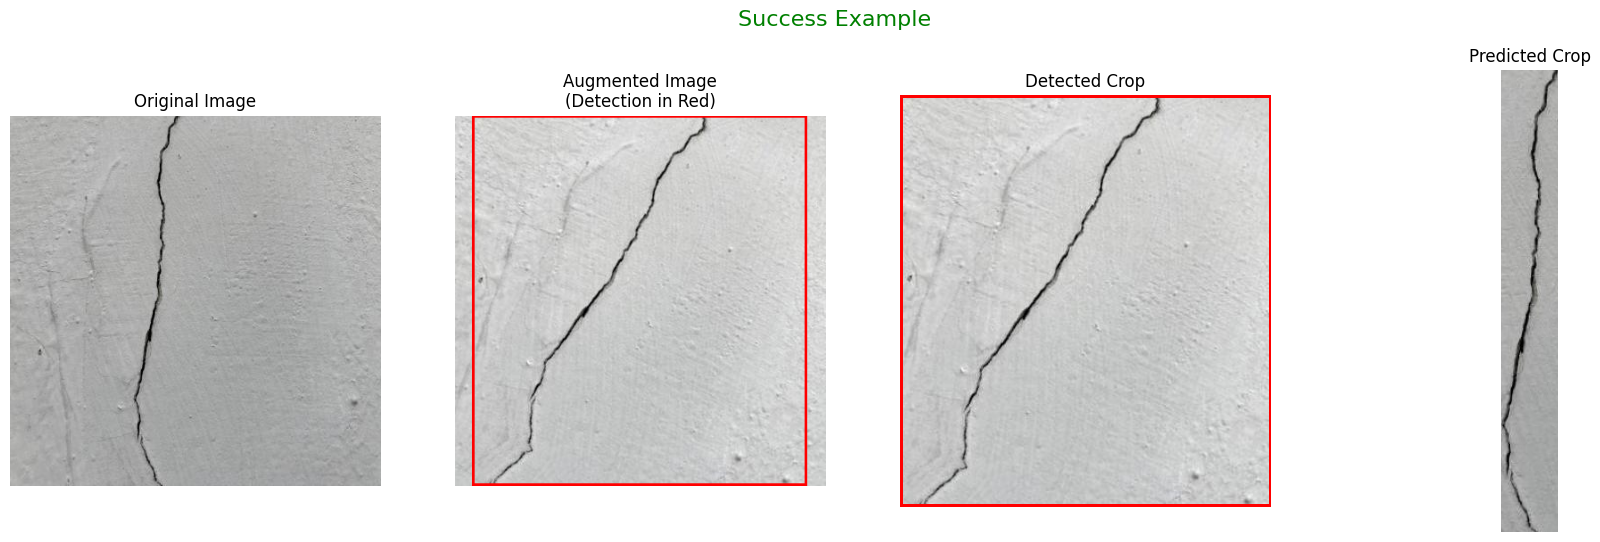 Success Example
Original Image
Augmented Image
(Detection in Red)
Detected Crop
Predicted Crop